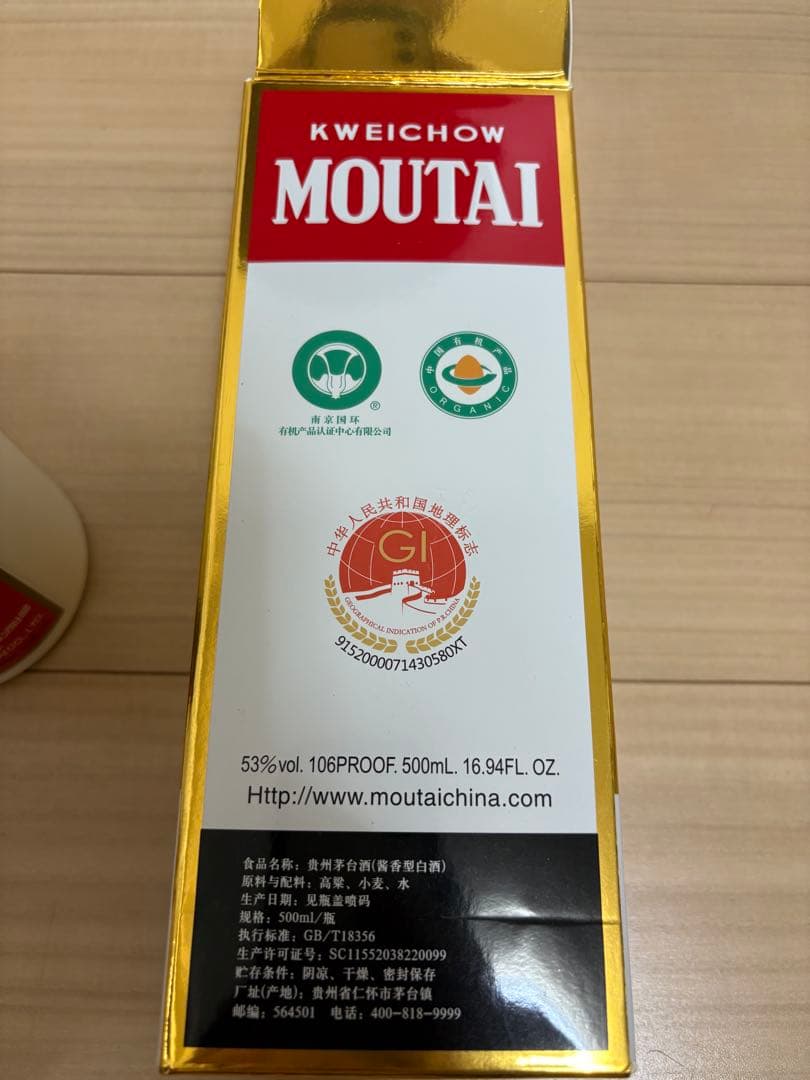 KWEICHOW
MOUTAI
®
南京国环
有机产品认证中心有限公司
中国有机产品
ORGANIC
中华人民共和国地理标志
GI
GEOGRAPHICAL INDICATION OF P.R.CHINA
9152000071430580XT
53%vol. 106PROOF. 500mL. 16.94FL. OZ.
Http://www.moutaichina.com
食品名称：贵州茅台酒(酱香型白酒)
原料与配料：高粱、小麦、水
生产日期：见瓶盖喷码
规格：500ml/瓶
执行标准：GB/T18356
生产许可证号：SC11552038220099
贮存条件：阴凉、干燥、密封保存
厂址(产地)：贵州省仁怀市茅台镇
邮编：564501 电话：400-818-9999